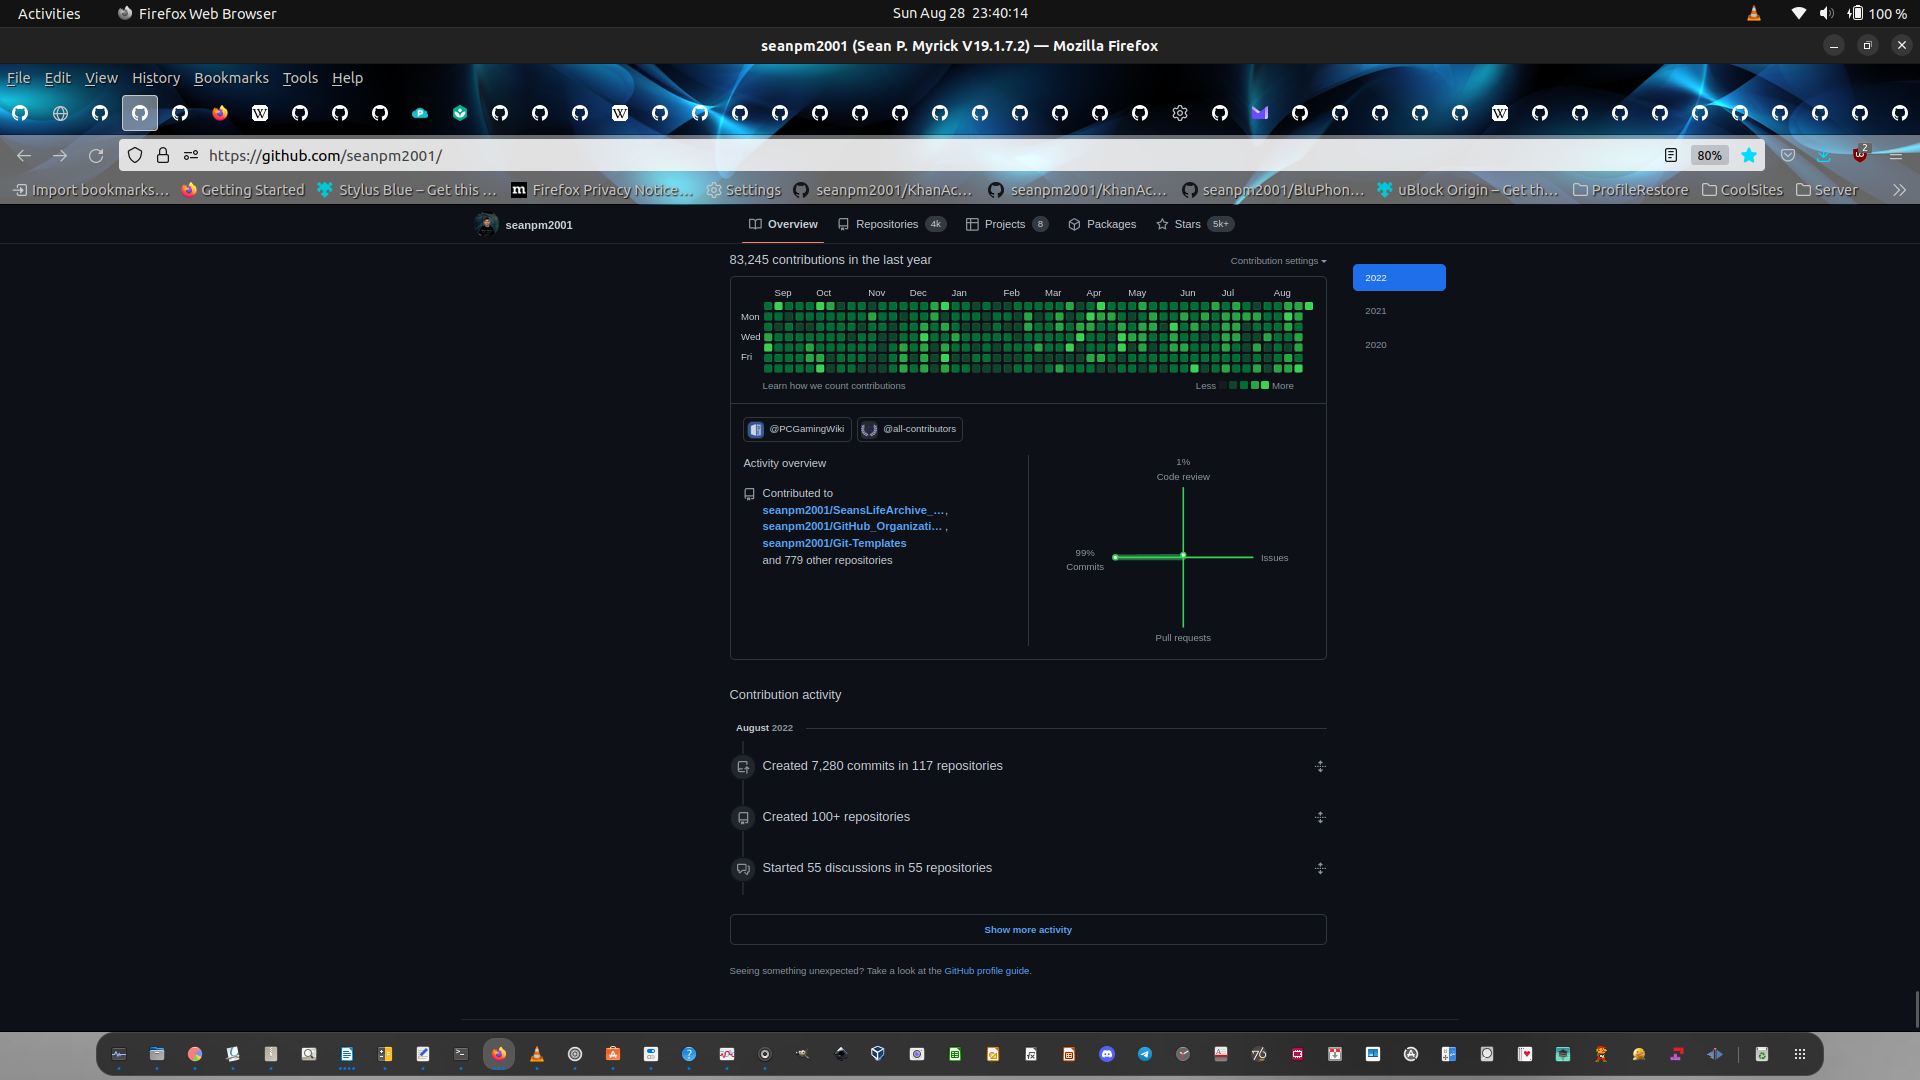 Activities
Firefox Web Browser
Sun Aug 28 23:40:14
100 %
seanpm2001 (Sean P. Myrick V19.1.7.2) — Mozilla Firefox
File Edit View History Bookmarks Tools Help
https://github.com/seanpm2001/
80%
2
Import bookmarks…
Getting Started
Stylus Blue – Get this …
Firefox Privacy Notice…
Settings
seanpm2001/KhanAc…
seanpm2001/KhanAc…
seanpm2001/BluPhon…
uBlock Origin – Get th…
ProfileRestore
CoolSites
Server
seanpm2001
Overview
Repositories 4k
Projects 8
Packages
Stars 5k+
83,245 contributions in the last year
Contribution settings
2022
2021
2020
Sep Oct Nov Dec Jan Feb Mar Apr May Jun Jul Aug
Mon
Wed
Fri
Learn how we count contributions
Less More
@PCGamingWiki
@all-contributors
Activity overview
Contributed to
seanpm2001/SeansLifeArchive_…,
seanpm2001/GitHub_Organizati… ,
seanpm2001/Git-Templates
and 779 other repositories
1%
Code review
99%
Commits
Issues
Pull requests
Contribution activity
August 2022
Created 7,280 commits in 117 repositories
Created 100+ repositories
Started 55 discussions in 55 repositories
Show more activity
Seeing something unexpected? Take a look at the GitHub profile guide.